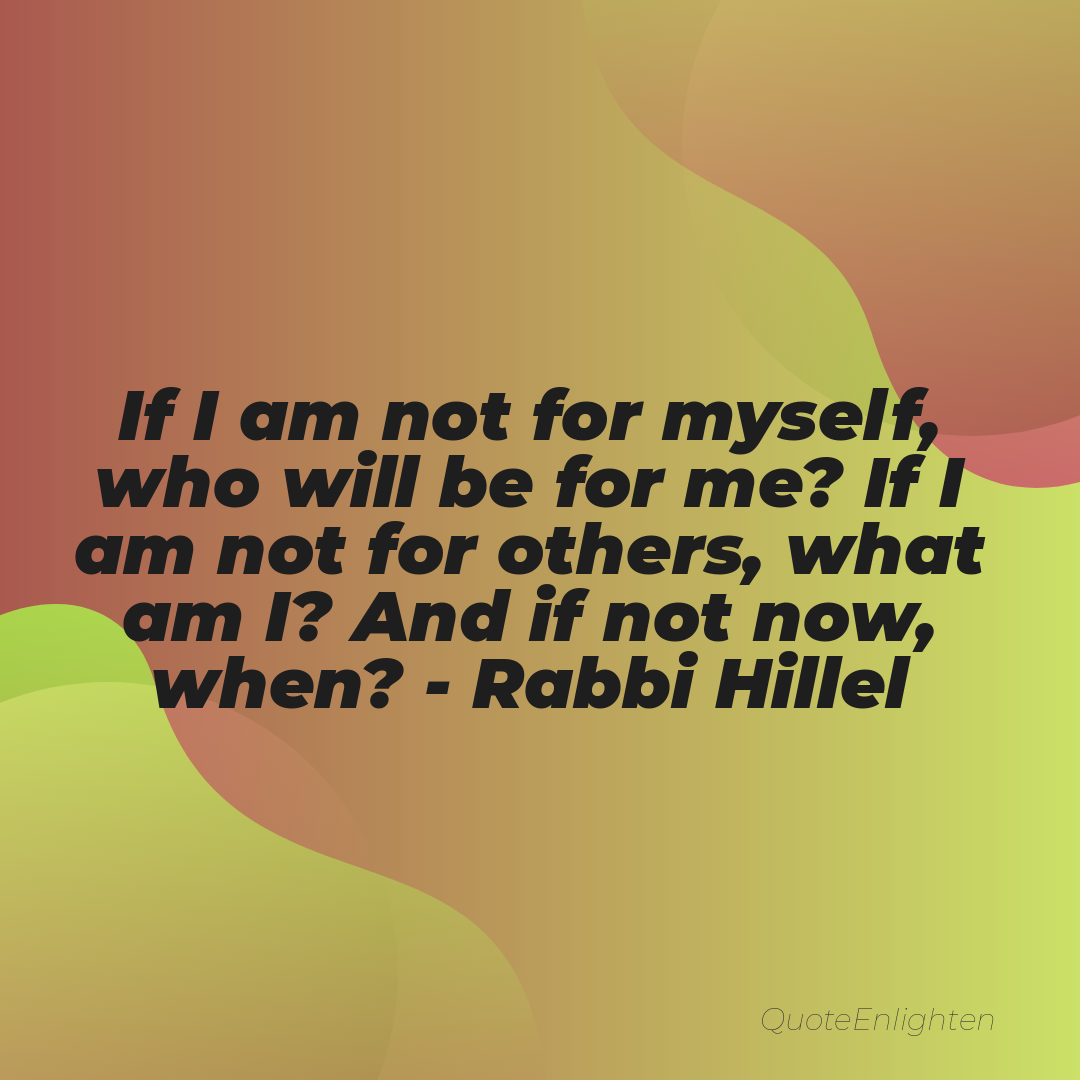 If I am not for myself,
who will be for me? If I
am not for others, what
am I? And if not now,
when? - Rabbi Hillel
QuoteEnlighten